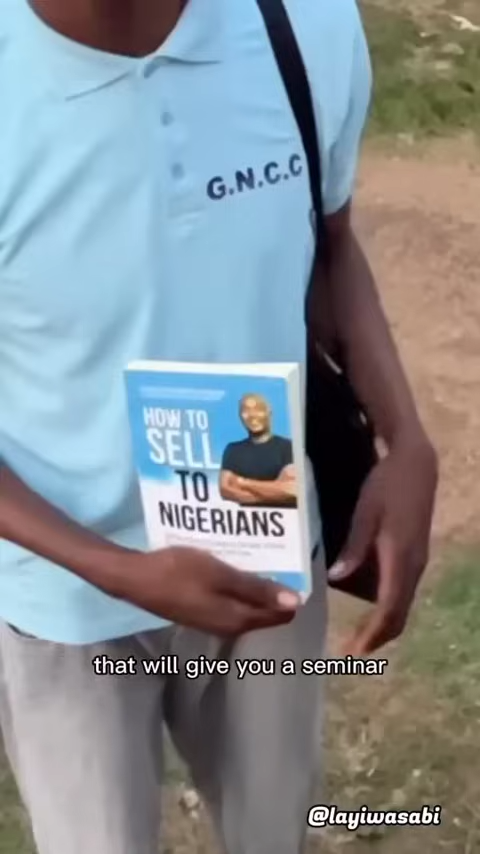 G.N.C.C
HOW TO
SELL
TO
NIGERIANS
that will give you a seminar
@layiwasabi